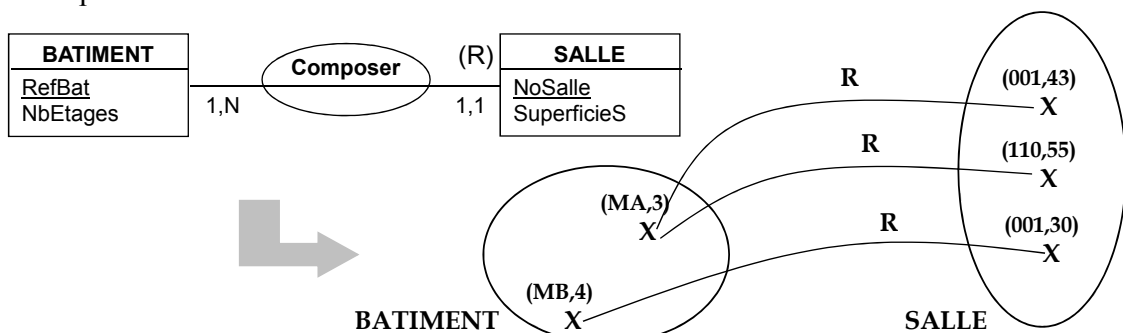 BATIMENT
RefBat
NbEtages
1,N
Composer
(R)
1,1
SALLE
NoSalle
SuperficieS
R
(001,43)
X
R
(110,55)
X
(MA,3)
X
R
(001,30)
X
(MB,4)
X
BATIMENT
SALLE